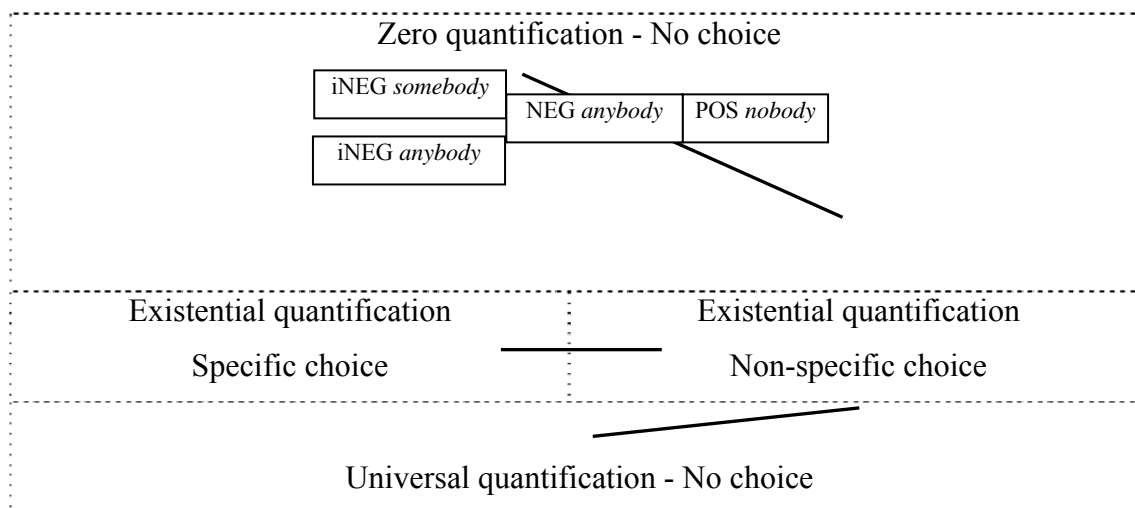 Zero quantification - No choice
iNEG somebody
NEG anybody POS nobody
iNEG anybody
Existential quantification
Specific choice
Existential quantification
Non-specific choice
Universal quantification - No choice